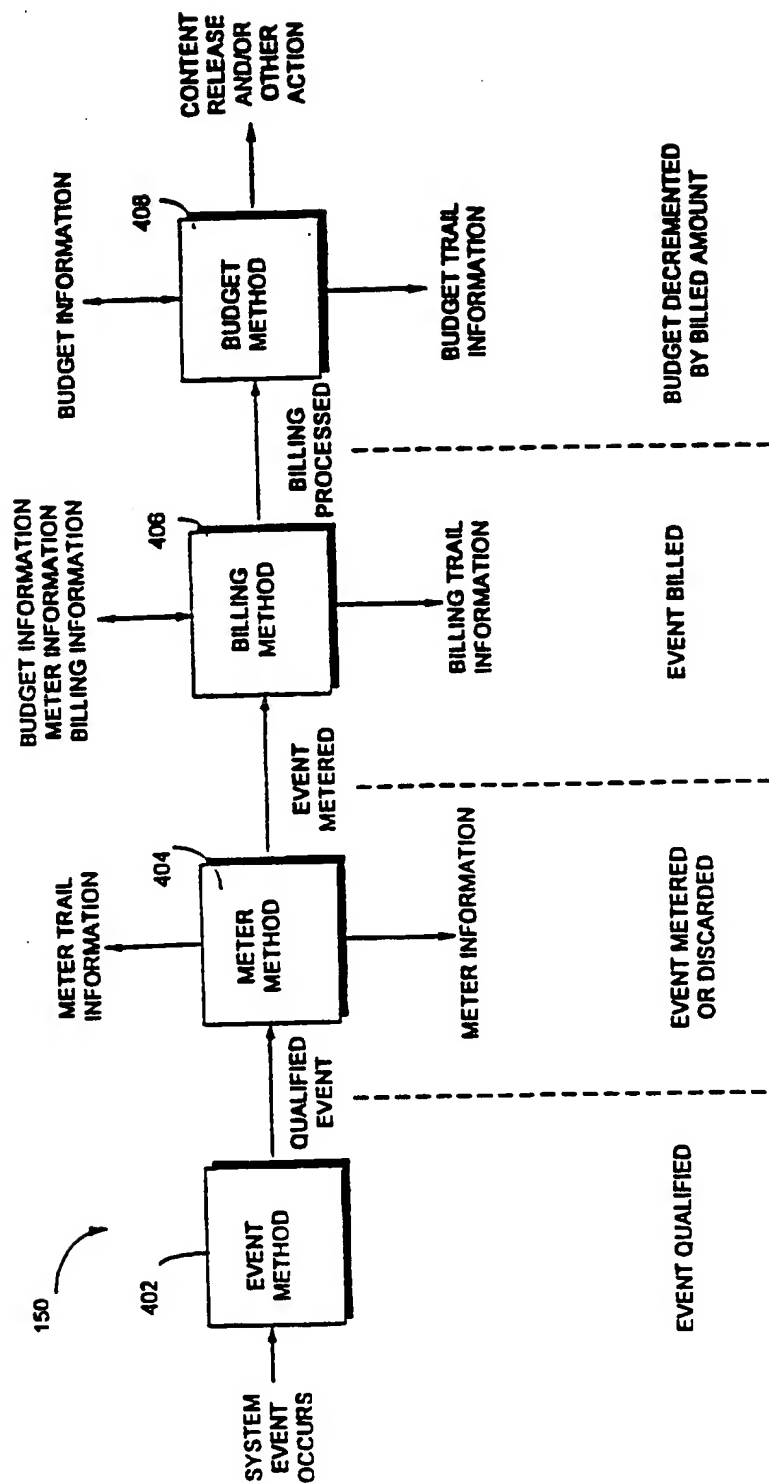 150
SYSTEM
EVENT
OCCURS
402
EVENT
METHOD
QUALIFIED
EVENT
METER TRAIL
INFORMATION
404
METER
METHOD
METER INFORMATION
EVENT
METERED
BUDGET INFORMATION
METER INFORMATION
BILLING INFORMATION
406
BILLING
METHOD
BILLING TRAIL
INFORMATION
BILLING
PROCESSED
BUDGET INFORMATION
408
BUDGET
METHOD
BUDGET TRAIL
INFORMATION
CONTENT
RELEASE
AND/OR
OTHER
ACTION
EVENT QUALIFIED
EVENT METERED
OR DISCARDED
EVENT BILLED
BUDGET DECREMENTED
BY BILLED AMOUNT